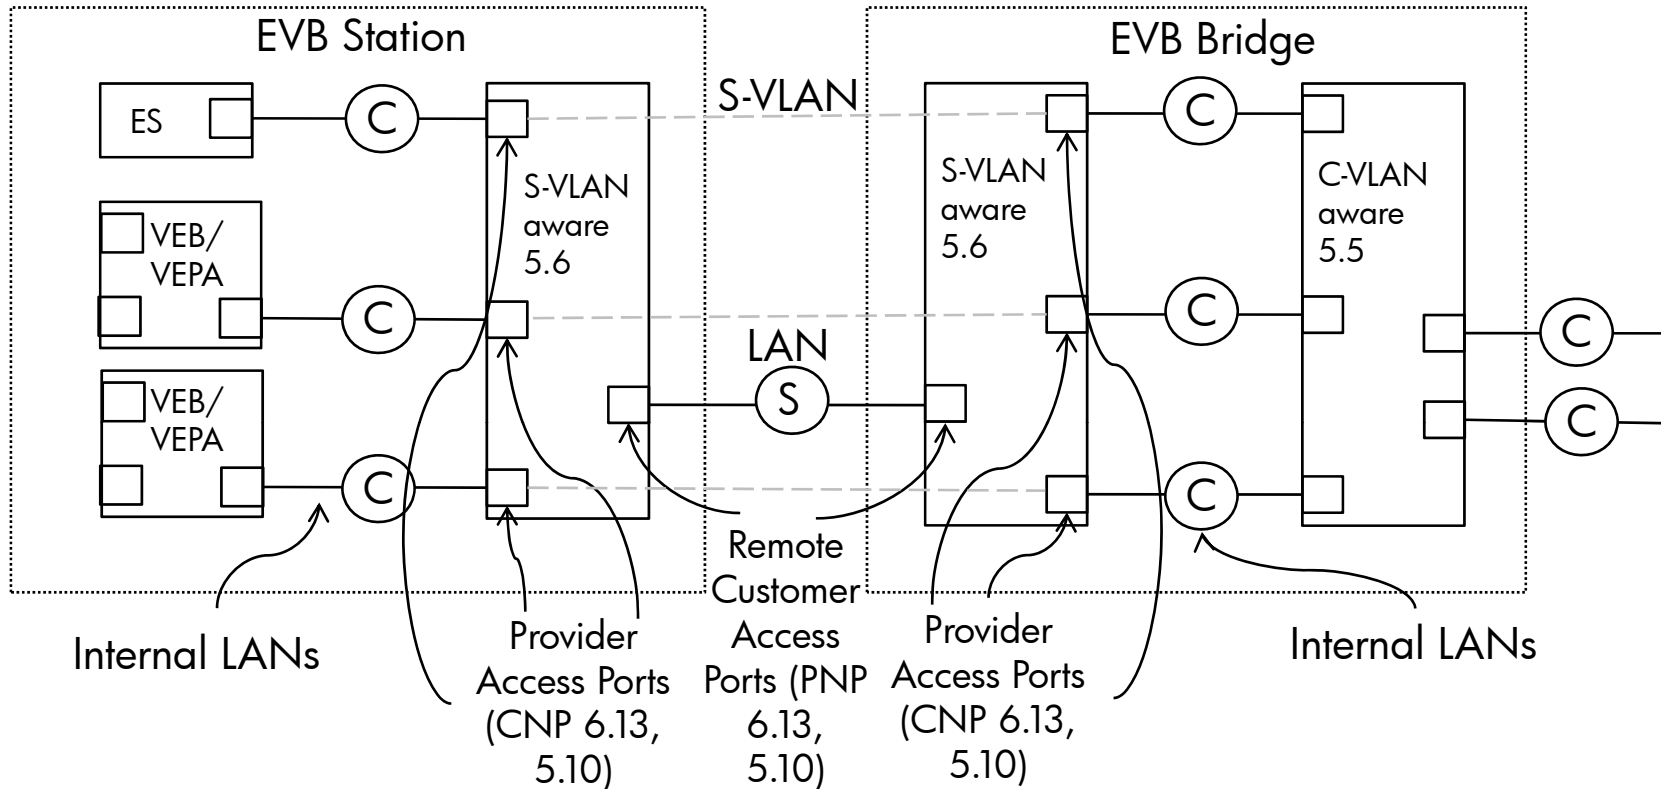 EVB Station
EVB Bridge
S-VLAN
ES
C
C
S-VLAN
aware
5.6
S-VLAN
aware
5.6
C-VLAN
aware
5.5
VEB/
VEPA
C
C
C
LAN
S
C
VEB/
VEPA
C
C
C
Internal LANs
Provider
Access Ports
(CNP 6.13,
5.10)
Remote
Customer
Access
Ports (PNP
6.13,
5.10)
Provider
Access Ports
(CNP 6.13,
5.10)
Internal LANs